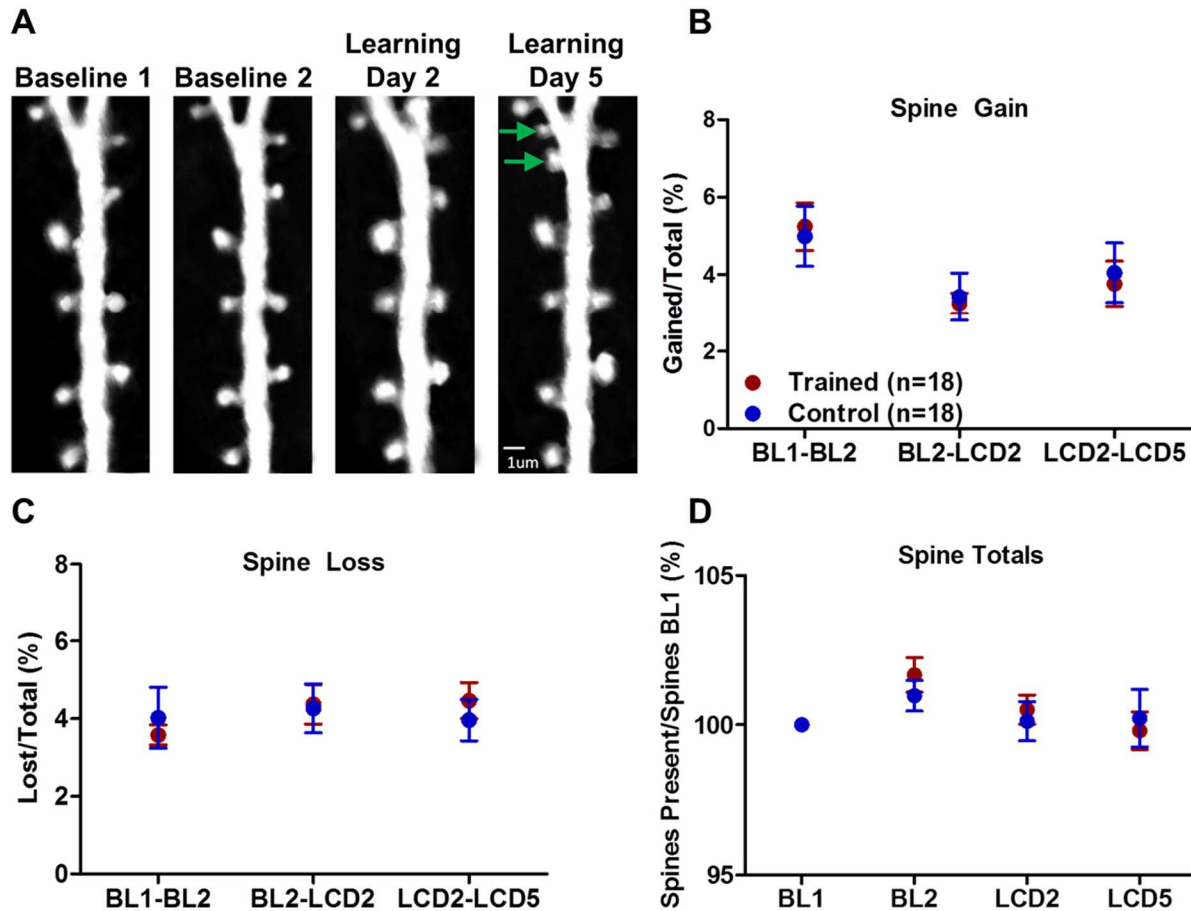 A
Baseline 1
Baseline 2
Learning
Day 2
Learning
Day 5
1um
B
Spine Gain
Gained/Total (%)
8
6
4
2
0
Trained (n=18)
Control (n=18)
BL1-BL2
BL2-LCD2
LCD2-LCD5
C
Spine Loss
Lost/Total (%)
8
6
4
2
0
BL1-BL2
BL2-LCD2
LCD2-LCD5
D
Spine Totals
Spines Present/Spines BL1 (%)
105
100
95
BL1
BL2
LCD2
LCD5